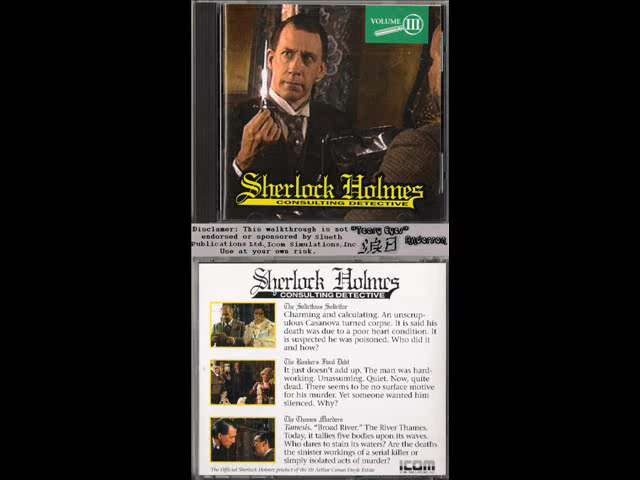 VOLUME III
Sherlock Holmes
CONSULTING DETECTIVE
Disclamer: This walkthrough is not
endorsed or sponsored by Slueth
Publications Ltd,Icom Simulations,Inc
Use at your own risk.
"Teary Eyes"
Anderson
Sherlock Holmes
CONSULTING DETECTIVE
The Solicitous Solicitor
Charming and calculating. An unscrup-
ulous Casanova turned corpse. It is said his
death was due to a poor heart condition. It
is suspected he was poisoned. Who did it
and how?
The Banker's Final Debt
It just doesn't add up. The man was hard-
working. Unassuming. Quiet. Now, quite
dead. There seems to be no surface motive
for his murder. Yet someone wanted him
silenced. Why?
The Thames Murders
Tamesis. "Broad River." The River Thames.
Today, it tallies five bodies upon its waves.
Who dares to stain its waters? Are the deaths
the sinister workings of a serial killer or
simply isolated acts of murder?
The Official Sherlock Holmes product of the Sir Arthur Conan Doyle Estate
ICOM